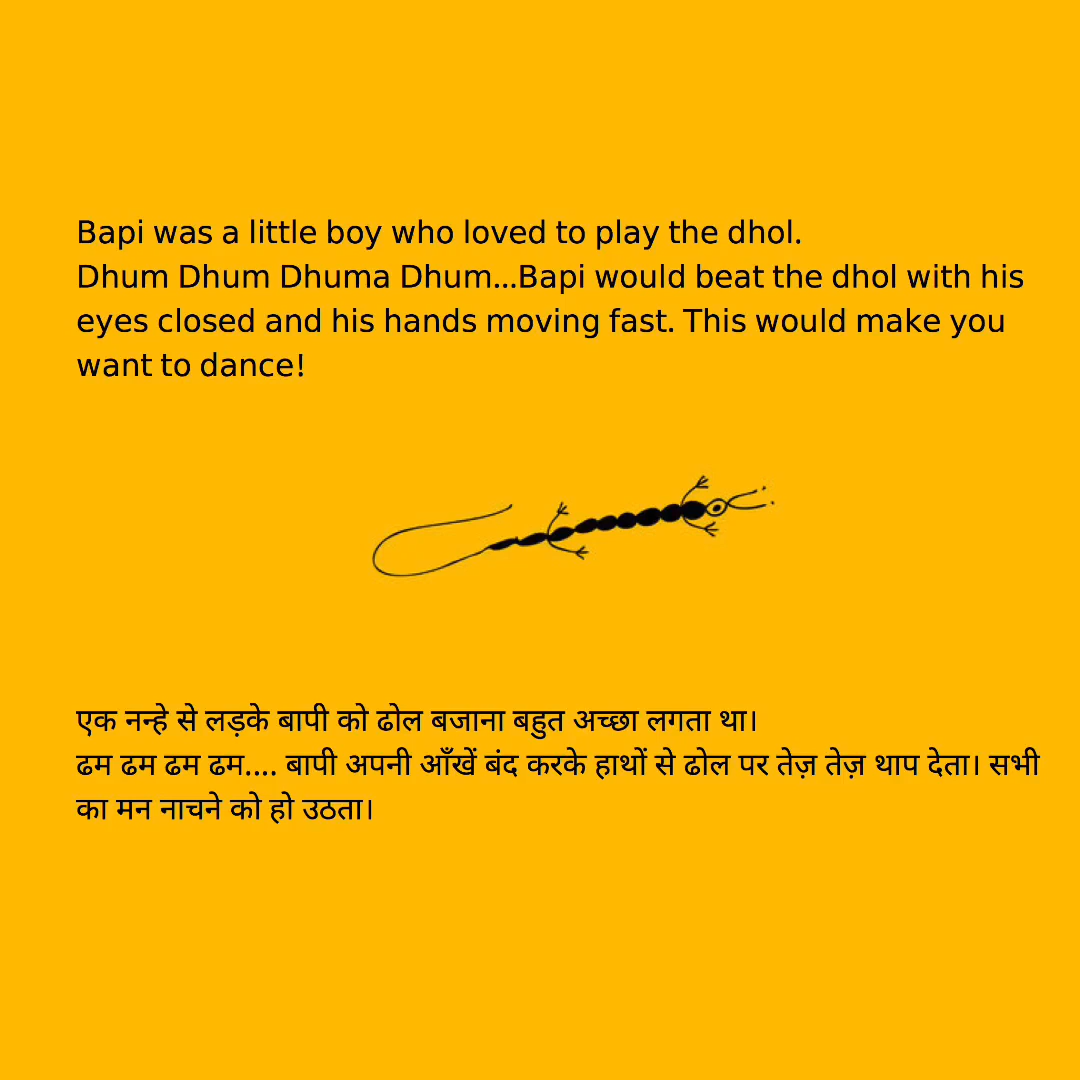 Bapi was a little boy who loved to play the dhol.
Dhum Dhum Dhuma Dhum...Bapi would beat the dhol with his
eyes closed and his hands moving fast. This would make you
want to dance!
एक नन्हे से लड़के बापी को ढोल बजाना बहुत अच्छा लगता था।
ढम ढम ढम ढम.... बापी अपनी आँखें बंद करके हाथों से ढोल पर तेज़ तेज़ थाप देता। सभी
का मन नाचने को हो उठता।